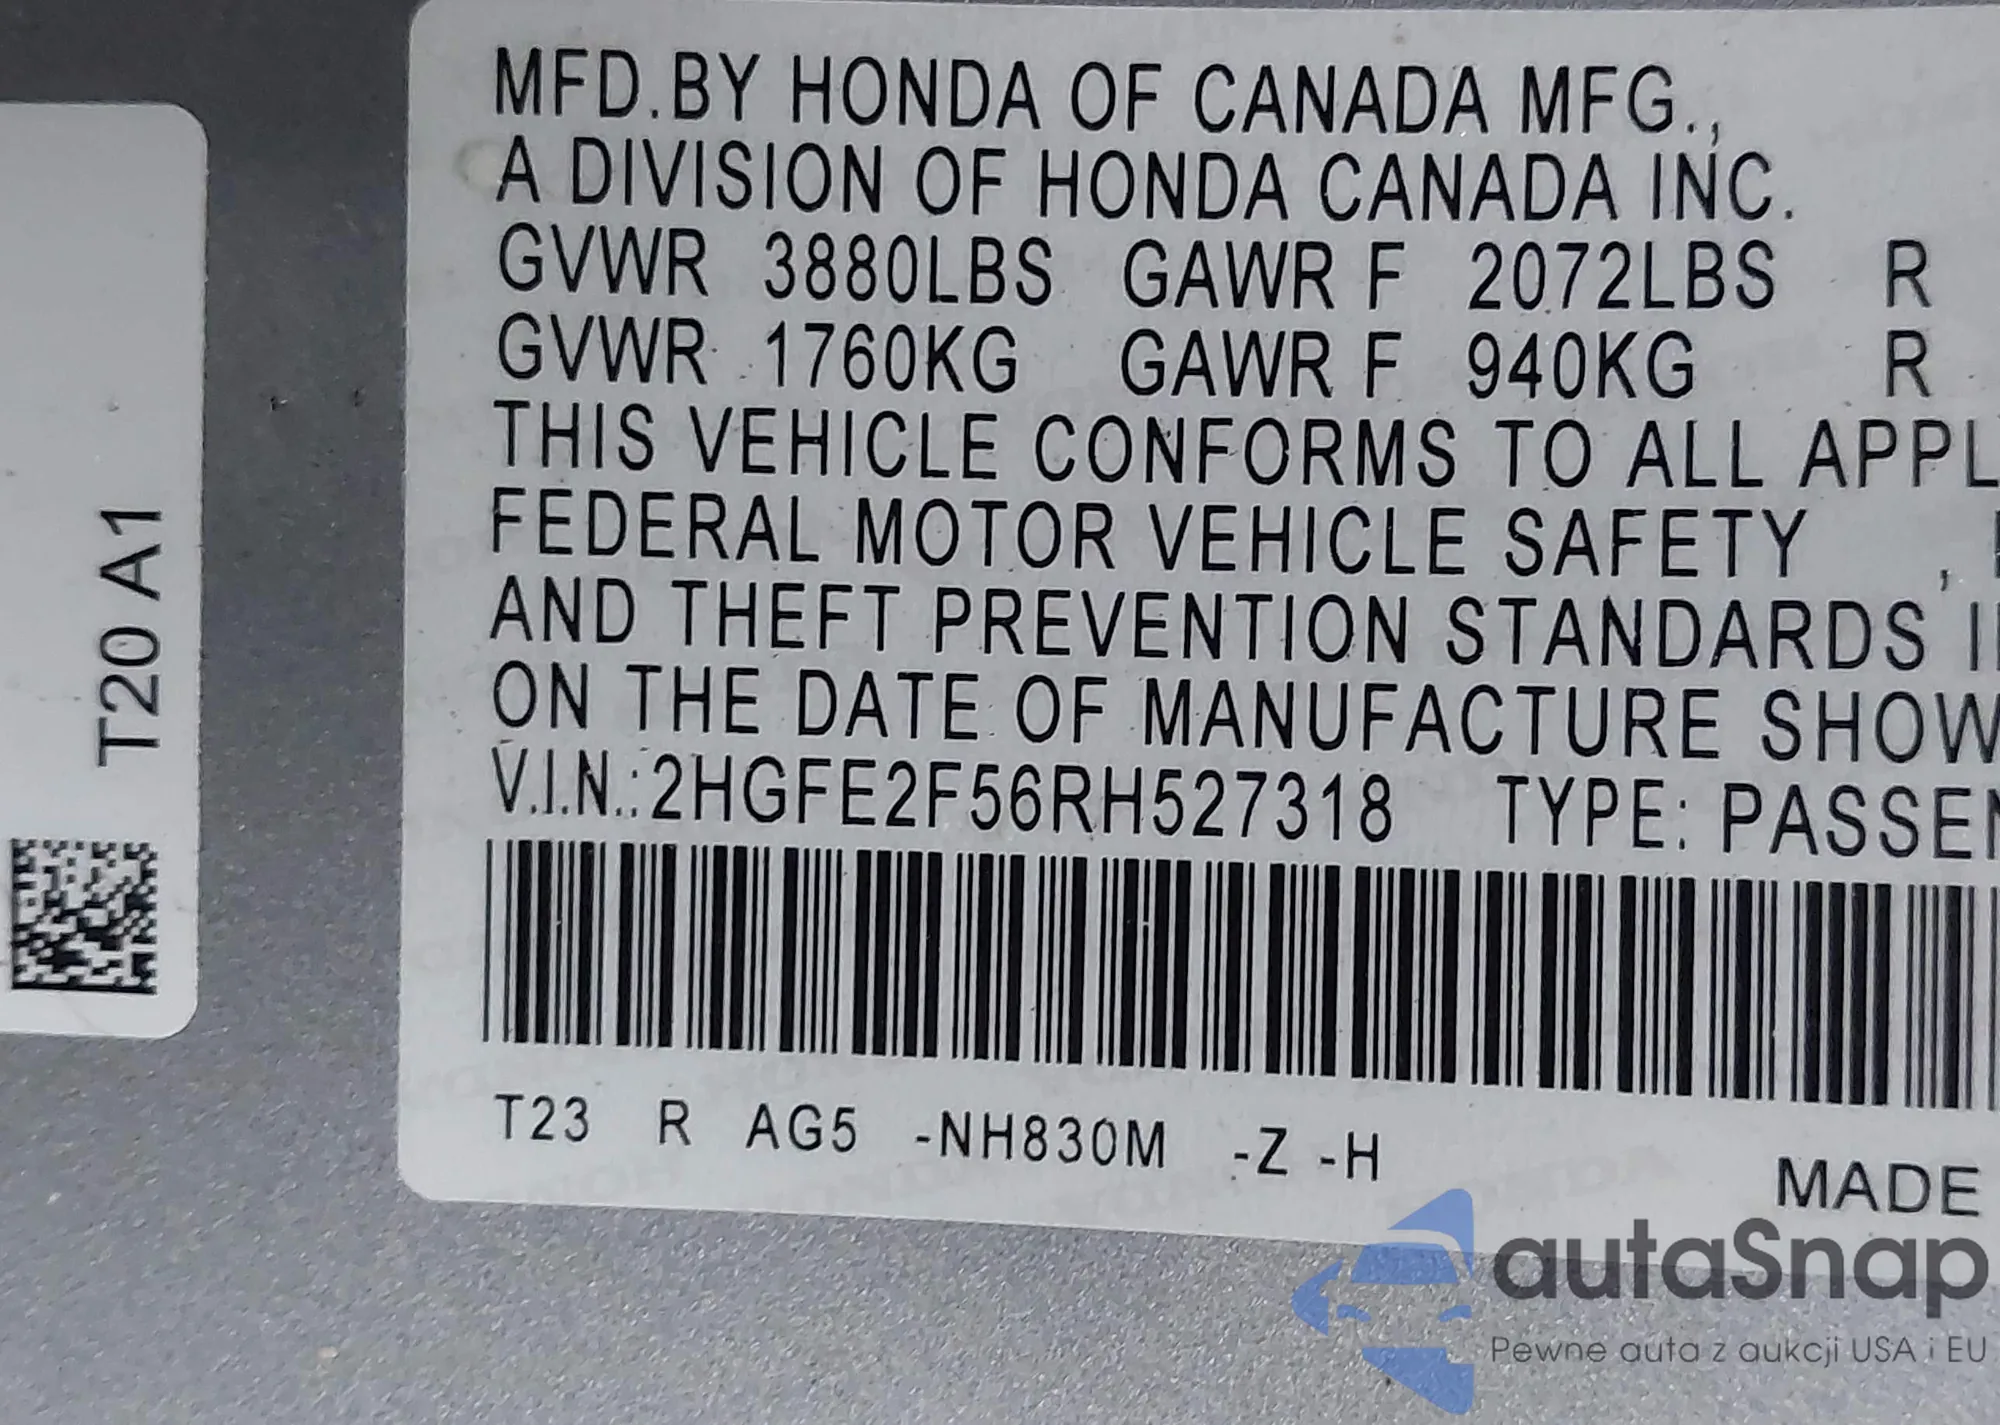 MFD.BY HONDA OF CANADA MFG.,
A DIVISION OF HONDA CANADA INC.
GVWR 3880LBS GAWR F 2072LBS R
GVWR 1760KG GAWR F 940KG R
THIS VEHICLE CONFORMS TO ALL APPL
FEDERAL MOTOR VEHICLE SAFETY ,
AND THEFT PREVENTION STANDARDS I
ON THE DATE OF MANUFACTURE SHOW
V.I.N.:2HGFE2F56RH527318 TYPE: PASSEN
T23 R AG5 -NH830M -Z -H
MADE
T20 A1
autaSnap
Pewne auta z aukcji USA i EU